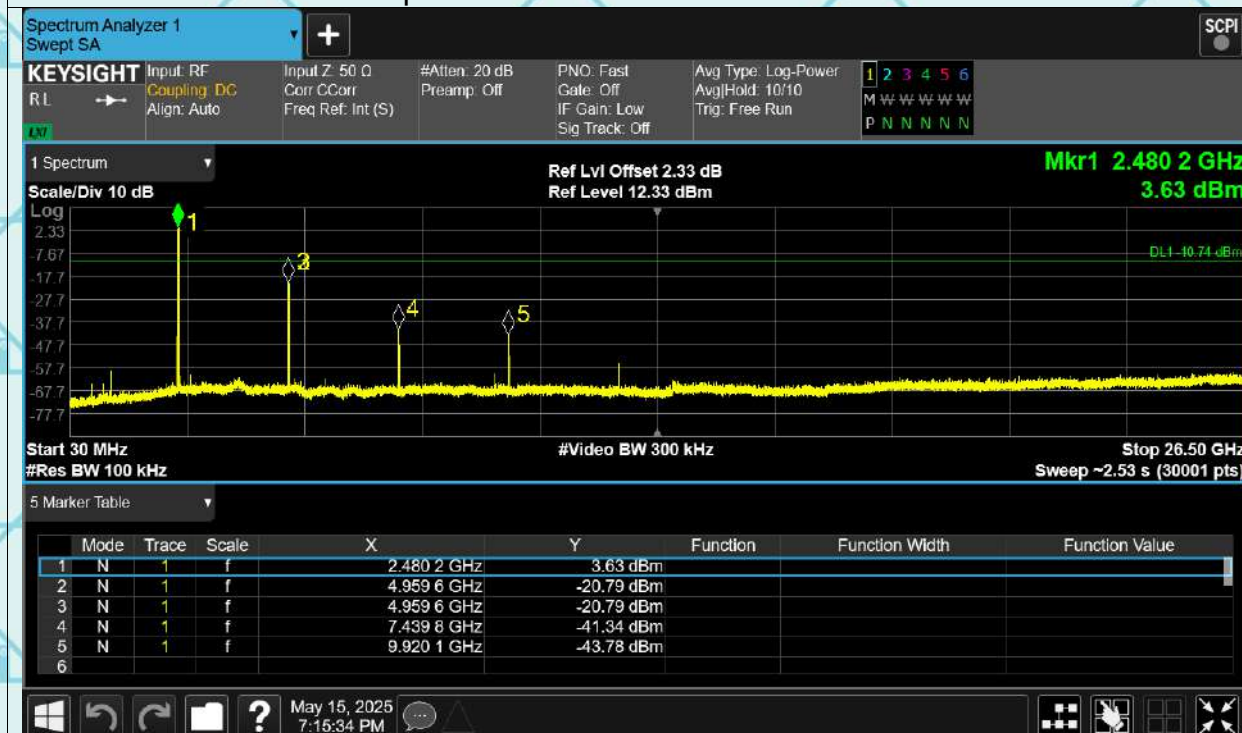 Spectrum Analyzer 1
Swept SA
+
SCPI
KEYSIGHT
RL
LXI
Input: RF
Coupling: DC
Align: Auto
Input Z: 50 Ω
Corr CCorr
Freq Ref: Int (S)
#Atten: 20 dB
Preamp: Off
PNO: Fast
Gate: Off
IF Gain: Low
Sig Track: Off
Avg Type: Log-Power
Avg|Hold: 10/10
Trig: Free Run
1 2 3 4 5 6
M W W W W W
P N N N N N
1 Spectrum
Scale/Div 10 dB
Ref Lvl Offset 2.33 dB
Ref Level 12.33 dBm
Mkr1 2.480 2 GHz
3.63 dBm
Log
2.33
-7.67
-17.7
-27.7
-37.7
-47.7
-57.7
-67.7
-77.7
1
4
5
DL1 -10.74 dBm
Start 30 MHz
#Res BW 100 kHz
#Video BW 300 kHz
Stop 26.50 GHz
Sweep ~2.53 s (30001 pts)
5 Marker Table
Mode Trace Scale X Y Function Function Width Function Value
1 N 1 f 2.480 2 GHz 3.63 dBm
2 N 1 f 4.959 6 GHz -20.79 dBm
3 N 1 f 4.959 6 GHz -20.79 dBm
4 N 1 f 7.439 8 GHz -41.34 dBm
5 N 1 f 9.920 1 GHz -43.78 dBm
6
?
May 15, 2025
7:15:34 PM